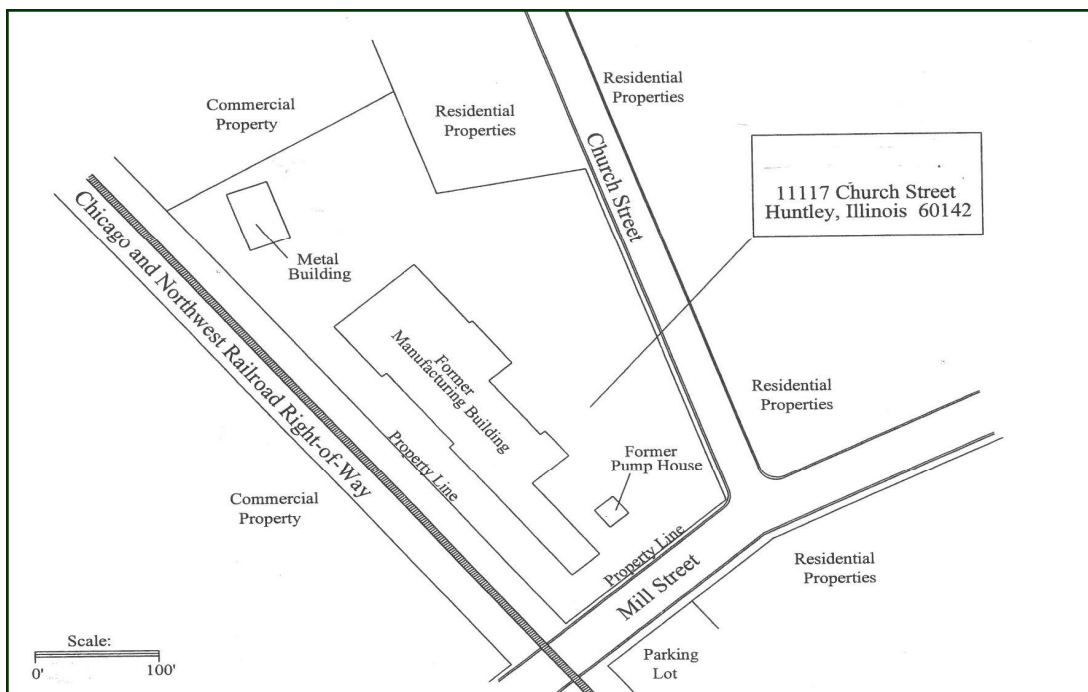 Commercial
Property
Residential
Properties
Residential
Properties
Church Street
11117 Church Street
Huntley, Illinois 60142
Chicago and Northwest Railroad Right-of-Way
Metal
Building
Former
Manufacturing Building
Property Line
Residential
Properties
Former
Pump House
Commercial
Property
Property Line
Mill Street
Residential
Properties
Scale:
0'
100'
Parking
Lot